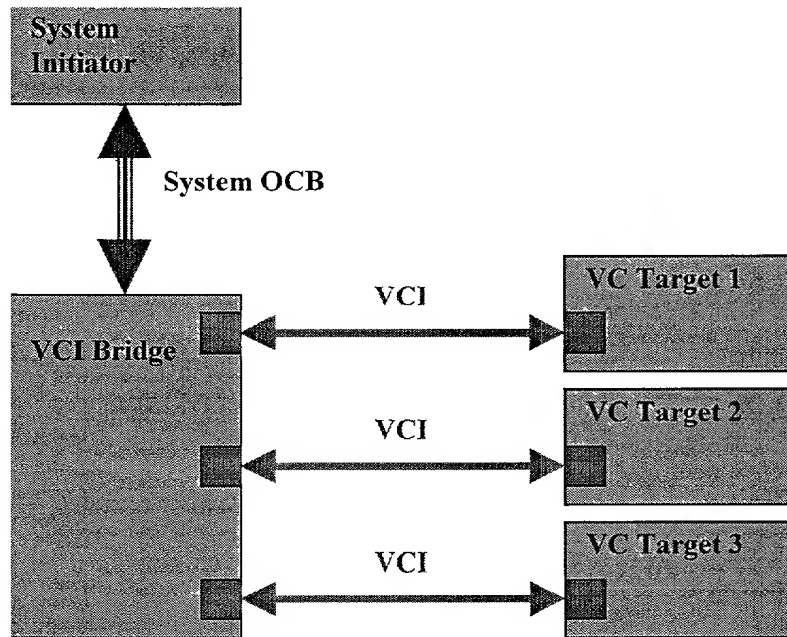 System
Initiator
System OCB
VCI Bridge
VCI
VC Target 1
VCI
VC Target 2
VCI
VC Target 3